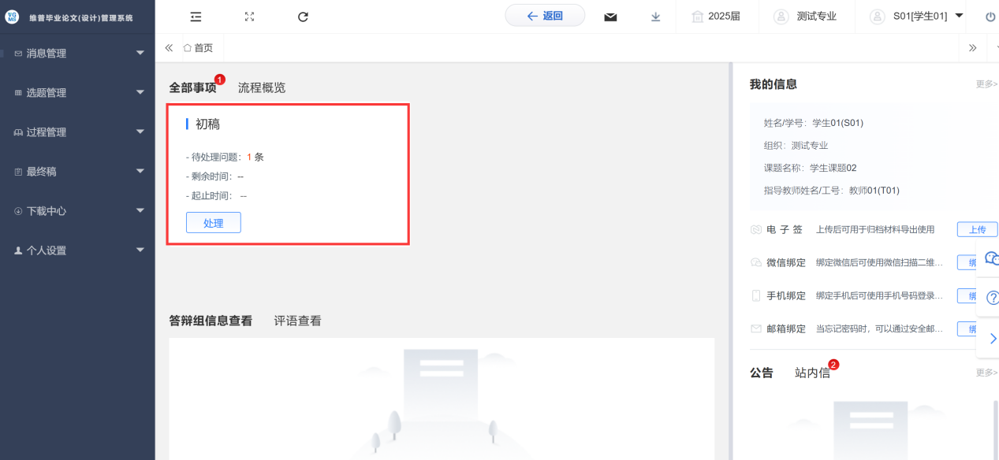 VG
MS
维普毕业论文(设计)管理系统
返回
2025届
测试专业
S01[学生01]
消息管理
选题管理
过程管理
最终稿
下载中心
个人设置
首页
全部事项
1
流程概览
初稿
- 待处理问题：1 条
- 剩余时间：--
- 起止时间： --
处理
答辩组信息查看
评语查看
我的信息
更多>
姓名/学号：学生01(S01)
组织：测试专业
课题名称：学生课题02
指导教师姓名/工号：教师01(T01)
电 子 签
上传后可用于归档材料导出使用
上传
微信绑定
绑定微信后可使用微信扫描二维...
绑
手机绑定
绑定手机后可使用手机号码登录...
绑
邮箱绑定
当忘记密码时，可以通过安全邮...
绑
公告
站内信
2
更多>